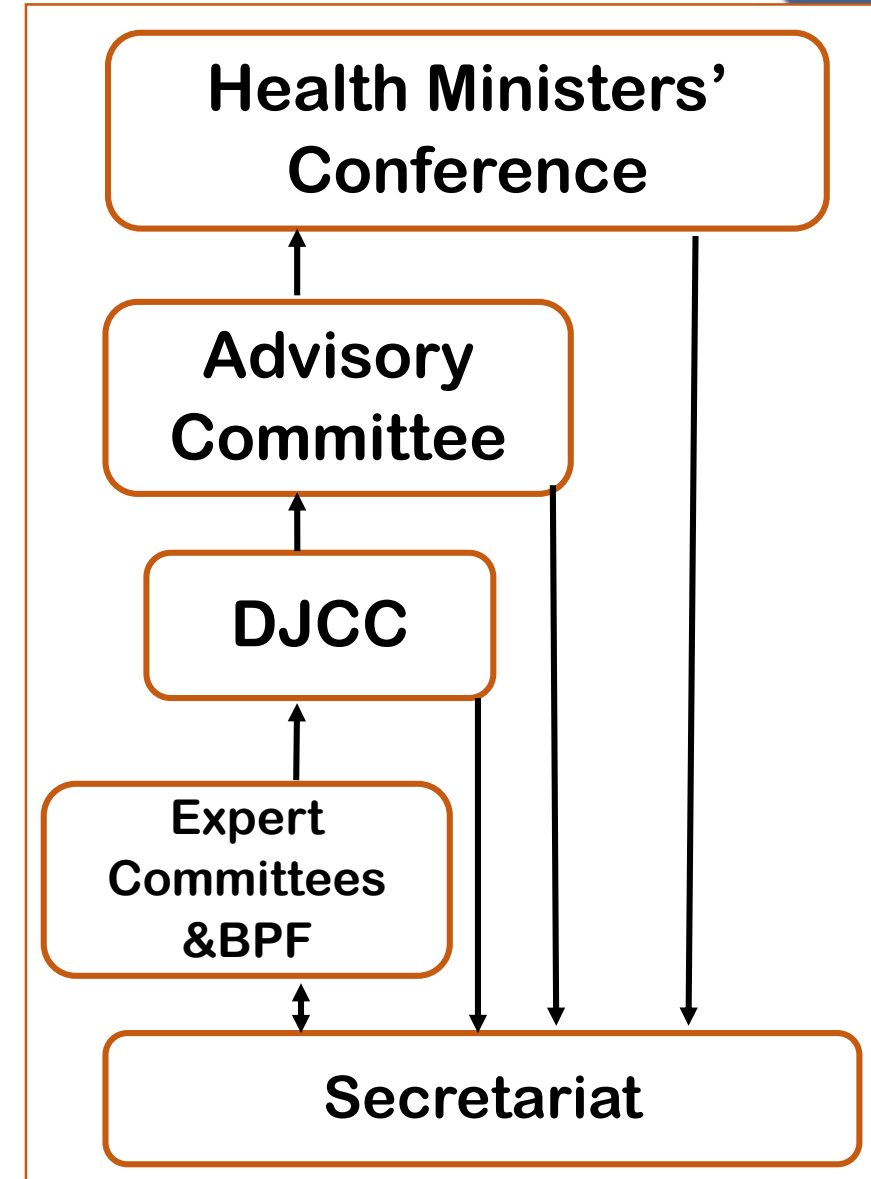 Health Ministers’
Conference
Advisory
Committee
DJCC
Expert
Committees
&BPF
Secretariat